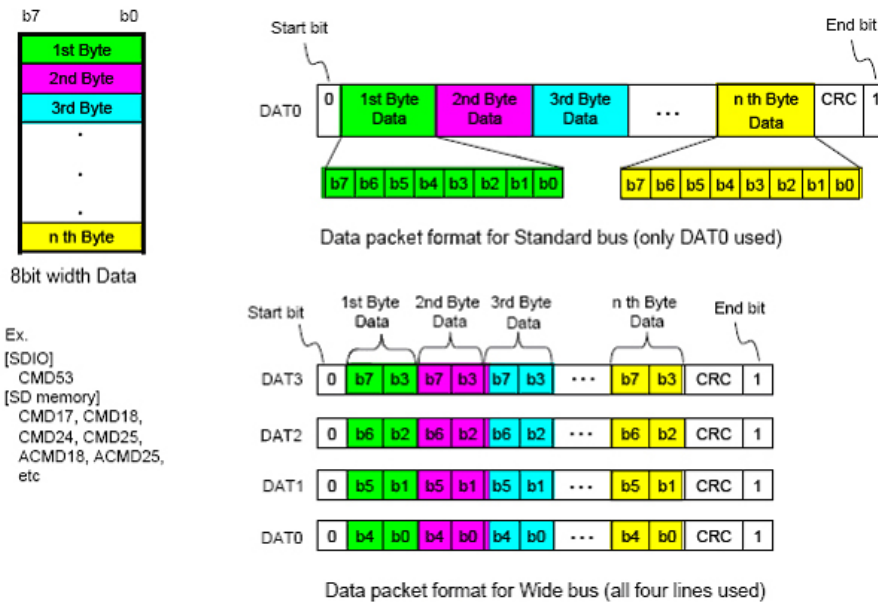 b7 b0
1st Byte
2nd Byte
3rd Byte
.
.
.
n th Byte
8bit width Data
Ex.
[SDIO]
CMD53
[SD memory]
CMD17, CMD18,
CMD24, CMD25,
ACMD18, ACMD25,
etc
Start bit End bit
DAT0 0 1st Byte Data 2nd Byte Data 3rd Byte Data ... n th Byte Data CRC 1
b7 b6 b5 b4 b3 b2 b1 b0 b7 b6 b5 b4 b3 b2 b1 b0
Data packet format for Standard bus (only DAT0 used)
Start bit 1st Byte Data 2nd Byte Data 3rd Byte Data n th Byte Data End bit
DAT3 0 b7 b3 b7 b3 b7 b3 ... b7 b3 CRC 1
DAT2 0 b6 b2 b6 b2 b6 b2 ... b6 b2 CRC 1
DAT1 0 b5 b1 b5 b1 b5 b1 ... b5 b1 CRC 1
DAT0 0 b4 b0 b4 b0 b4 b0 ... b4 b0 CRC 1
Data packet format for Wide bus (all four lines used)